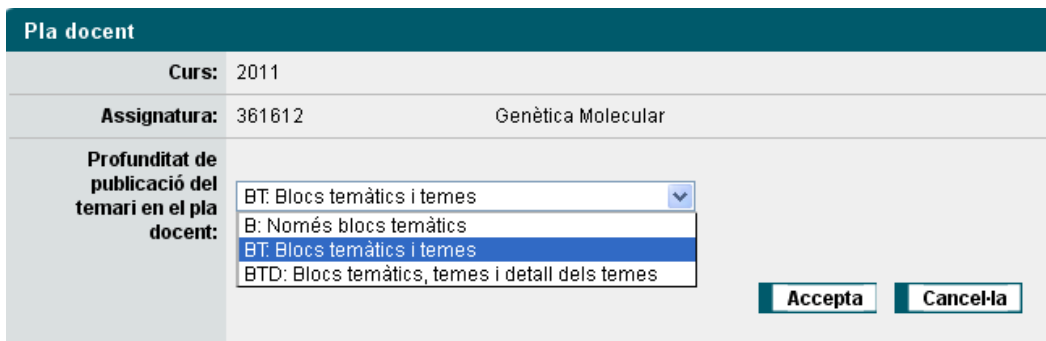 Pla docent
Curs: 2011
Assignatura: 361612 Genètica Molecular
Profunditat de
publicació del
temari en el pla
docent:
BT: Blocs temàtics i temes
B: Només blocs temàtics
BT: Blocs temàtics i temes
BTD: Blocs temàtics, temes i detall dels temes
Accepta Cancel·la